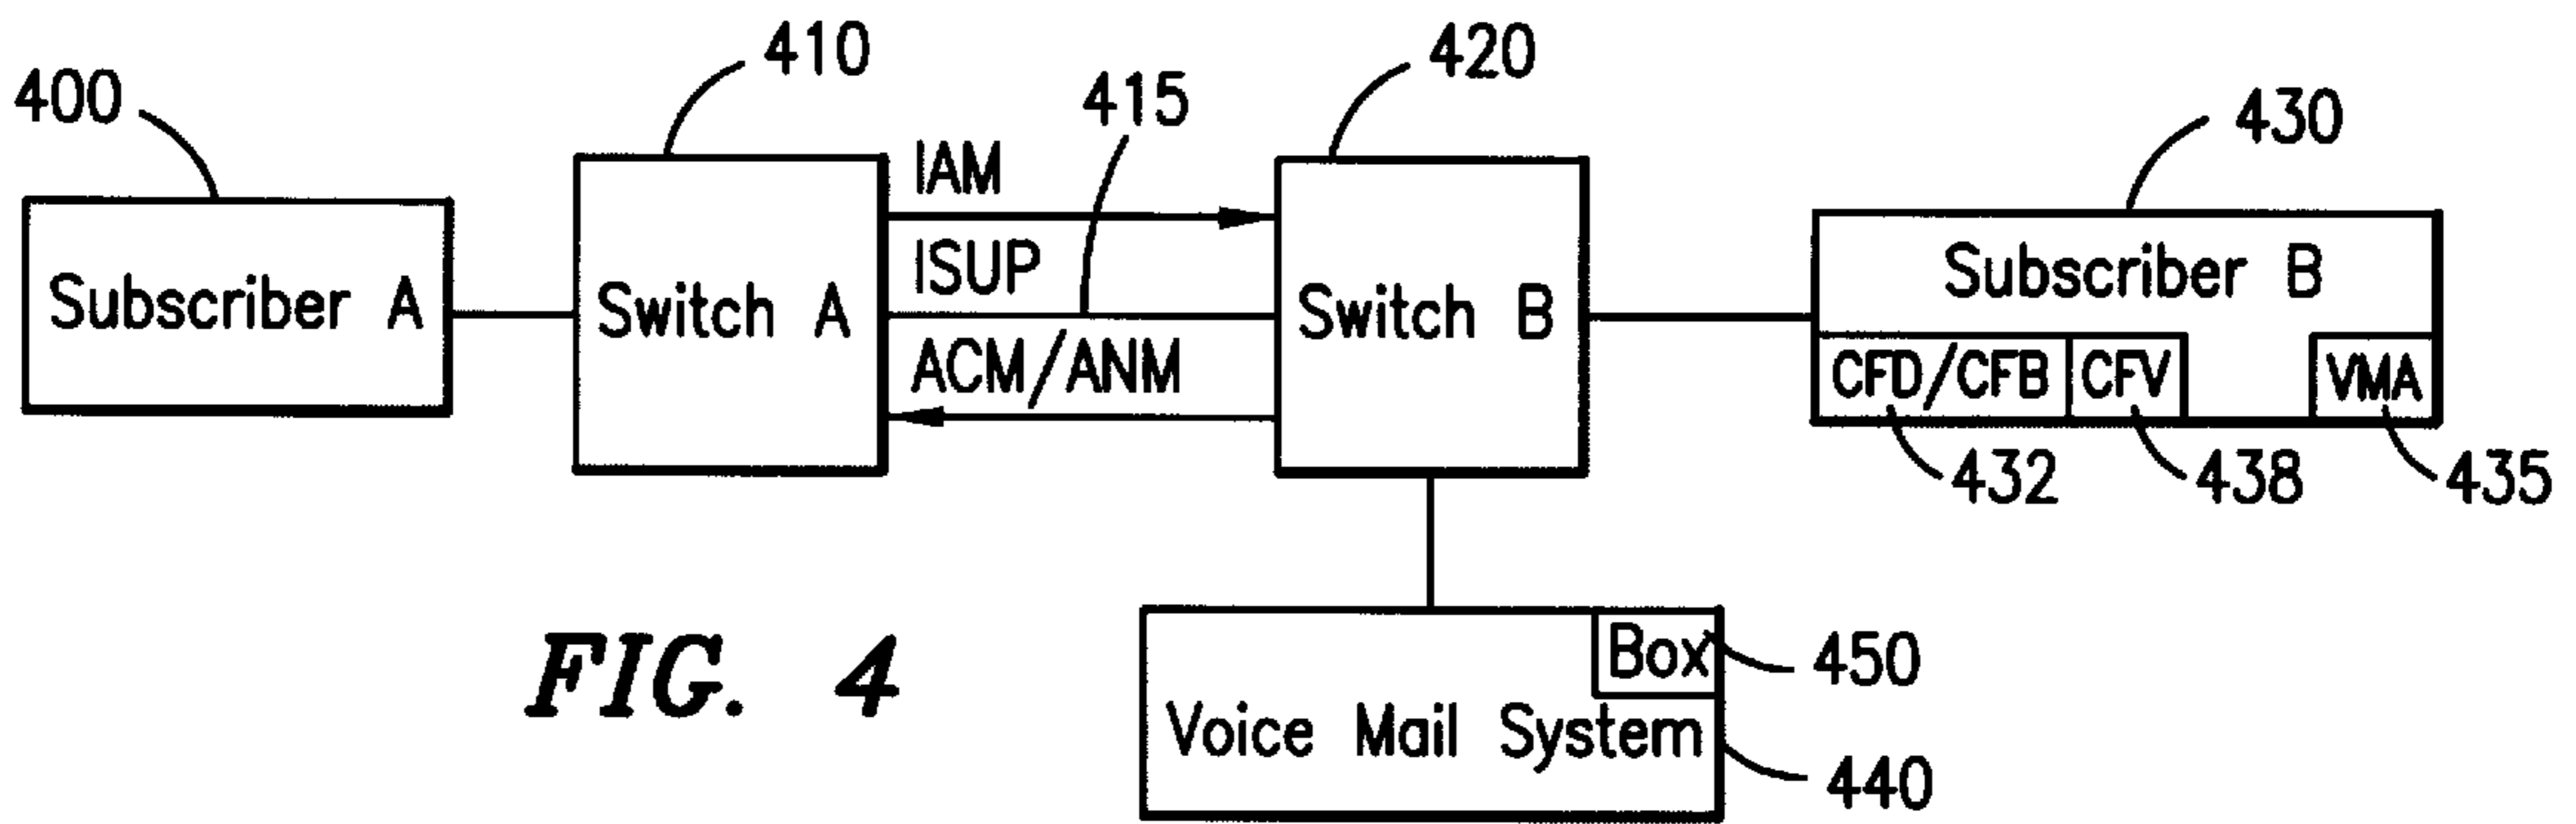 400
410
415
420
430
Subscriber A
Switch A
IAM
ISUP
ACM/ANM
Switch B
Subscriber B
CFD/CFB
CFV
VMA
432
438
435
Box
450
Voice Mail System
440
FIG. 4